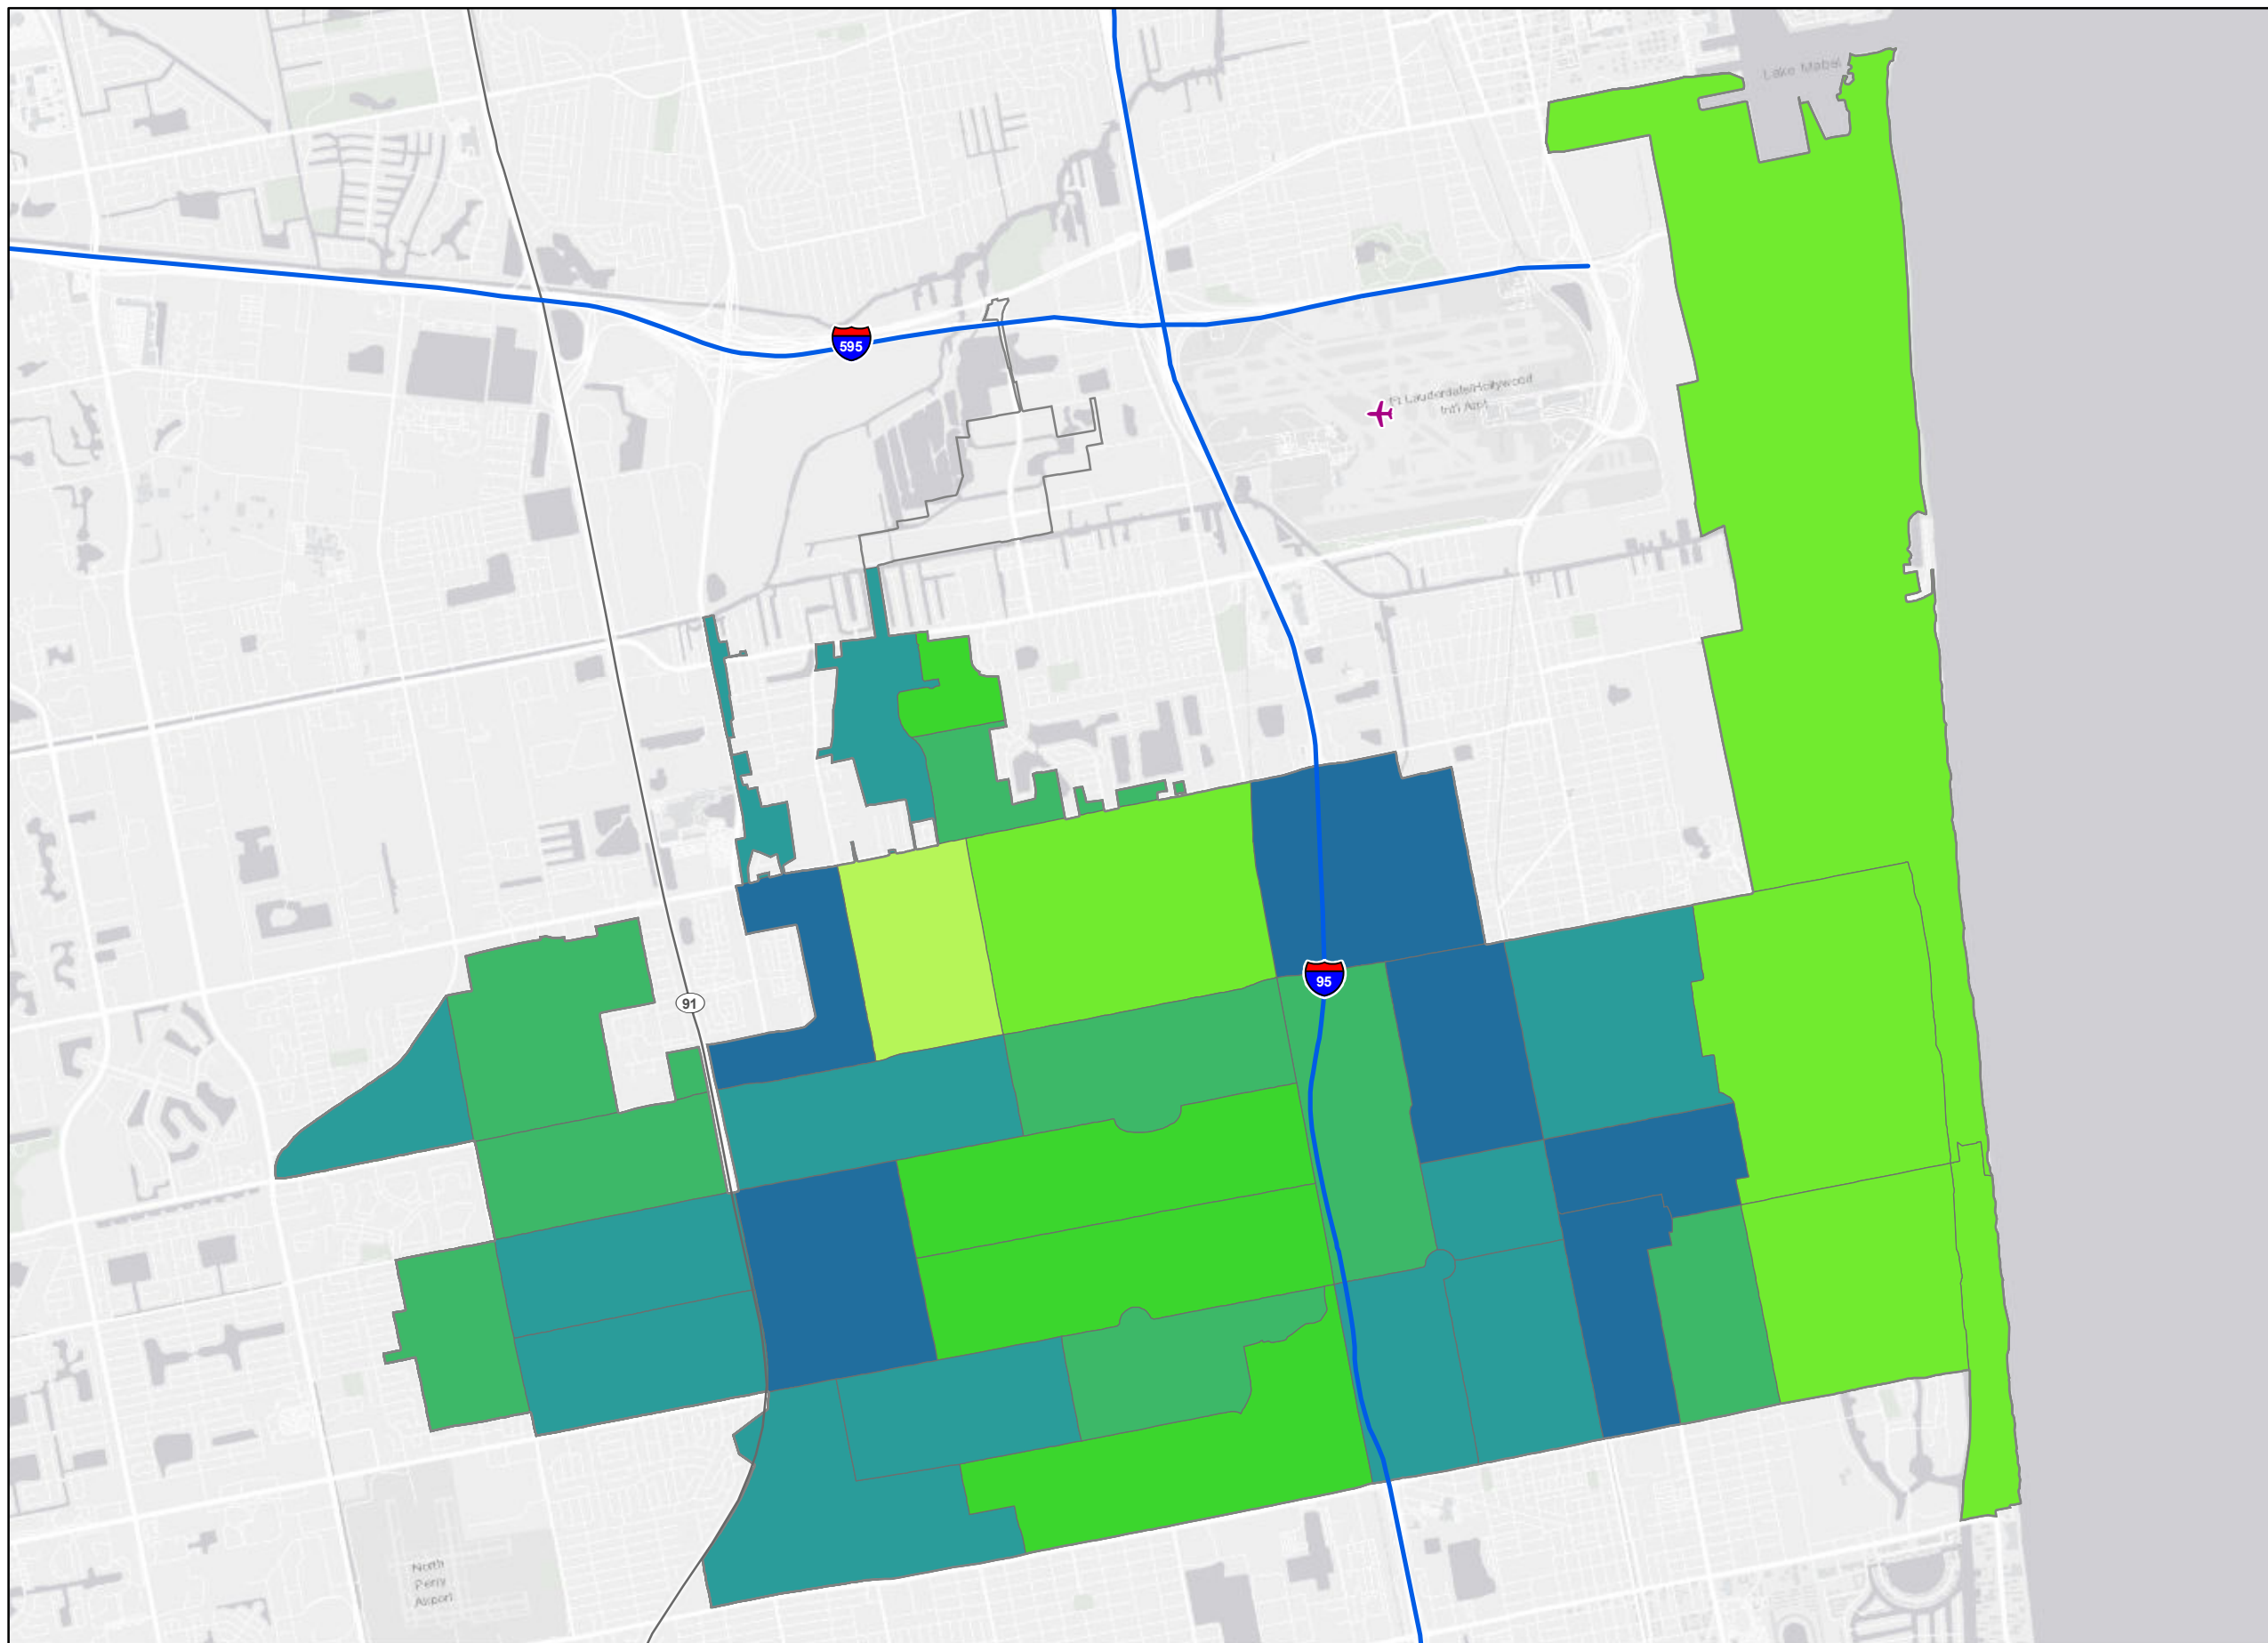 Lake Mabel
595
Ft Lauderdale/Hollywood
Int'l Arpt
91
95
North
Perry
Airport